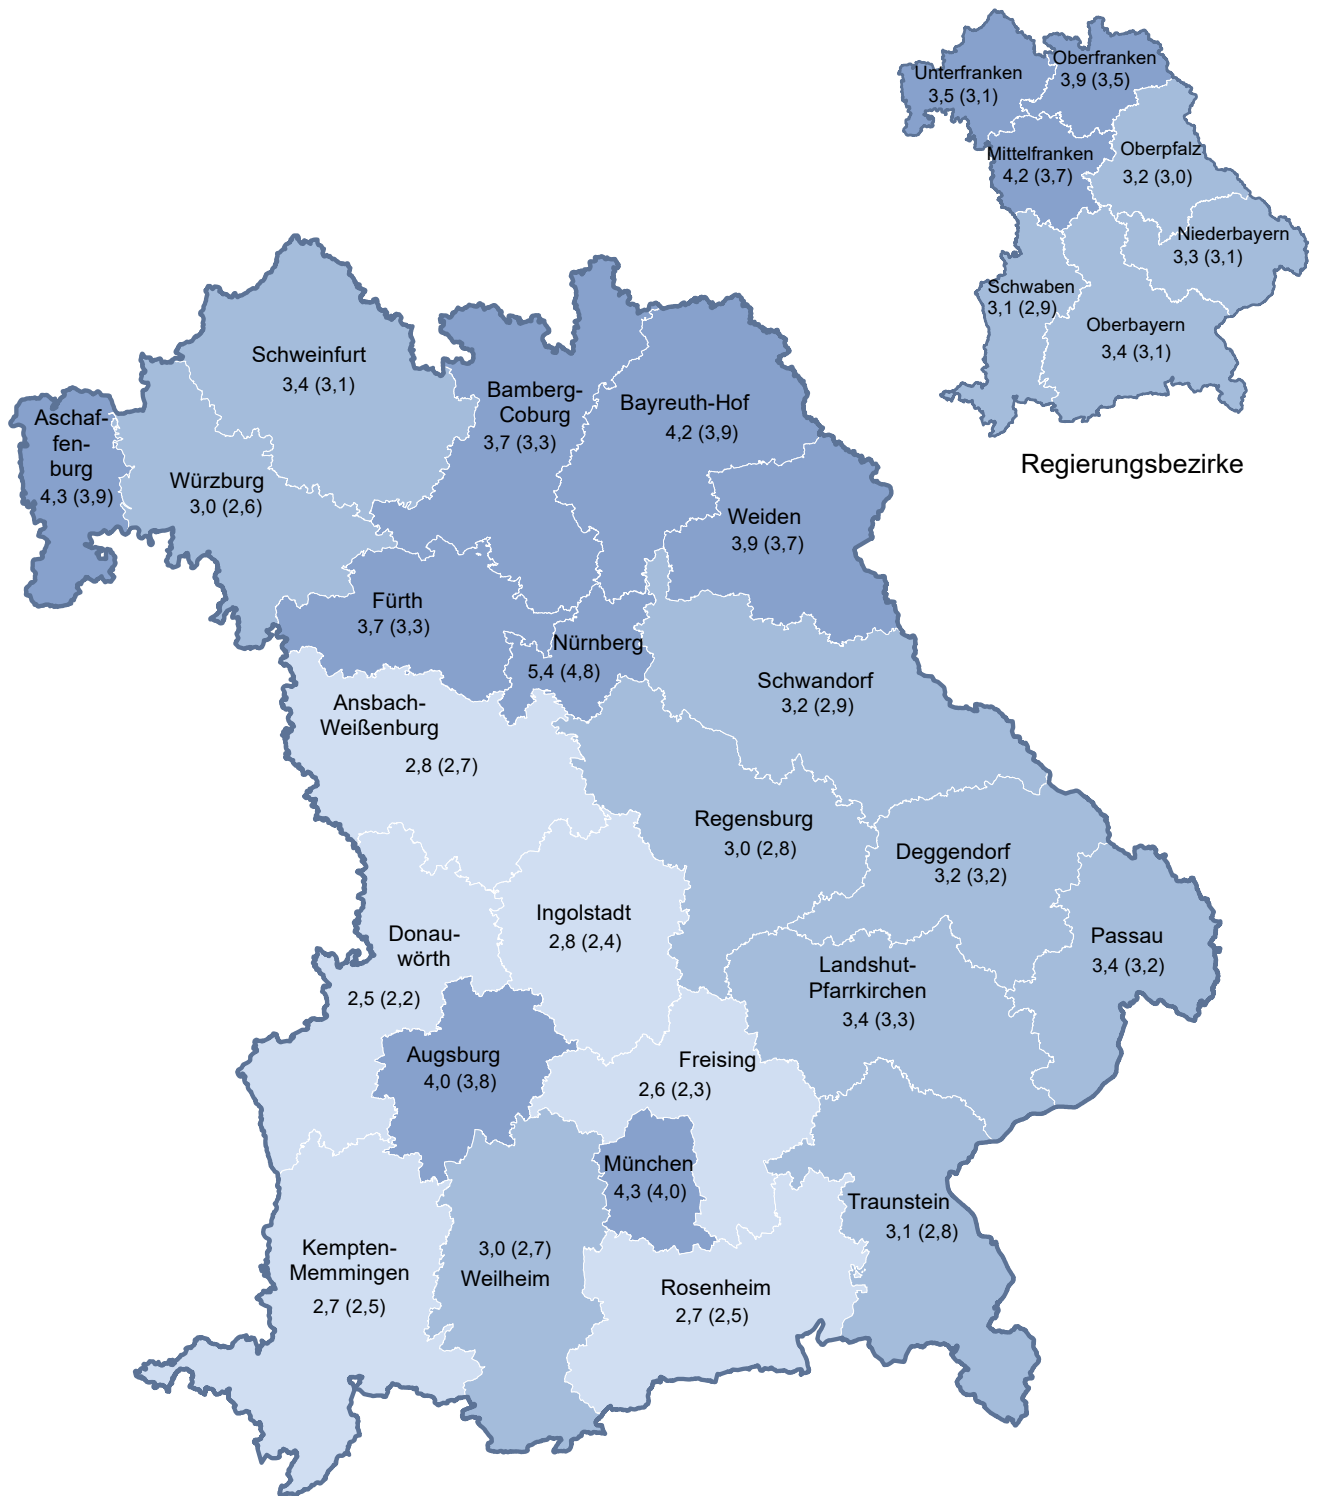 Unterfranken
3,5 (3,1)
Oberfranken
3,9 (3,5)
Mittelfranken
4,2 (3,7)
Oberpfalz
3,2 (3,0)
Niederbayern
3,3 (3,1)
Schwaben
3,1 (2,9)
Oberbayern
3,4 (3,1)
Regierungsbezirke
Schweinfurt
3,4 (3,1)
Bamberg-
Coburg
3,7 (3,3)
Bayreuth-Hof
4,2 (3,9)
Aschaf-
fen-
burg
4,3 (3,9)
Würzburg
3,0 (2,6)
Weiden
3,9 (3,7)
Fürth
3,7 (3,3)
Nürnberg
5,4 (4,8)
Schwandorf
3,2 (2,9)
Ansbach-
Weißenburg
2,8 (2,7)
Regensburg
3,0 (2,8)
Deggendorf
3,2 (3,2)
Ingolstadt
2,8 (2,4)
Donau-
wörth
2,5 (2,2)
Passau
3,4 (3,2)
Landshut-
Pfarrkirchen
3,4 (3,3)
Augsburg
4,0 (3,8)
Freising
2,6 (2,3)
München
4,3 (4,0)
Traunstein
3,1 (2,8)
Kempten-
Memmingen
2,7 (2,5)
3,0 (2,7)
Weilheim
Rosenheim
2,7 (2,5)